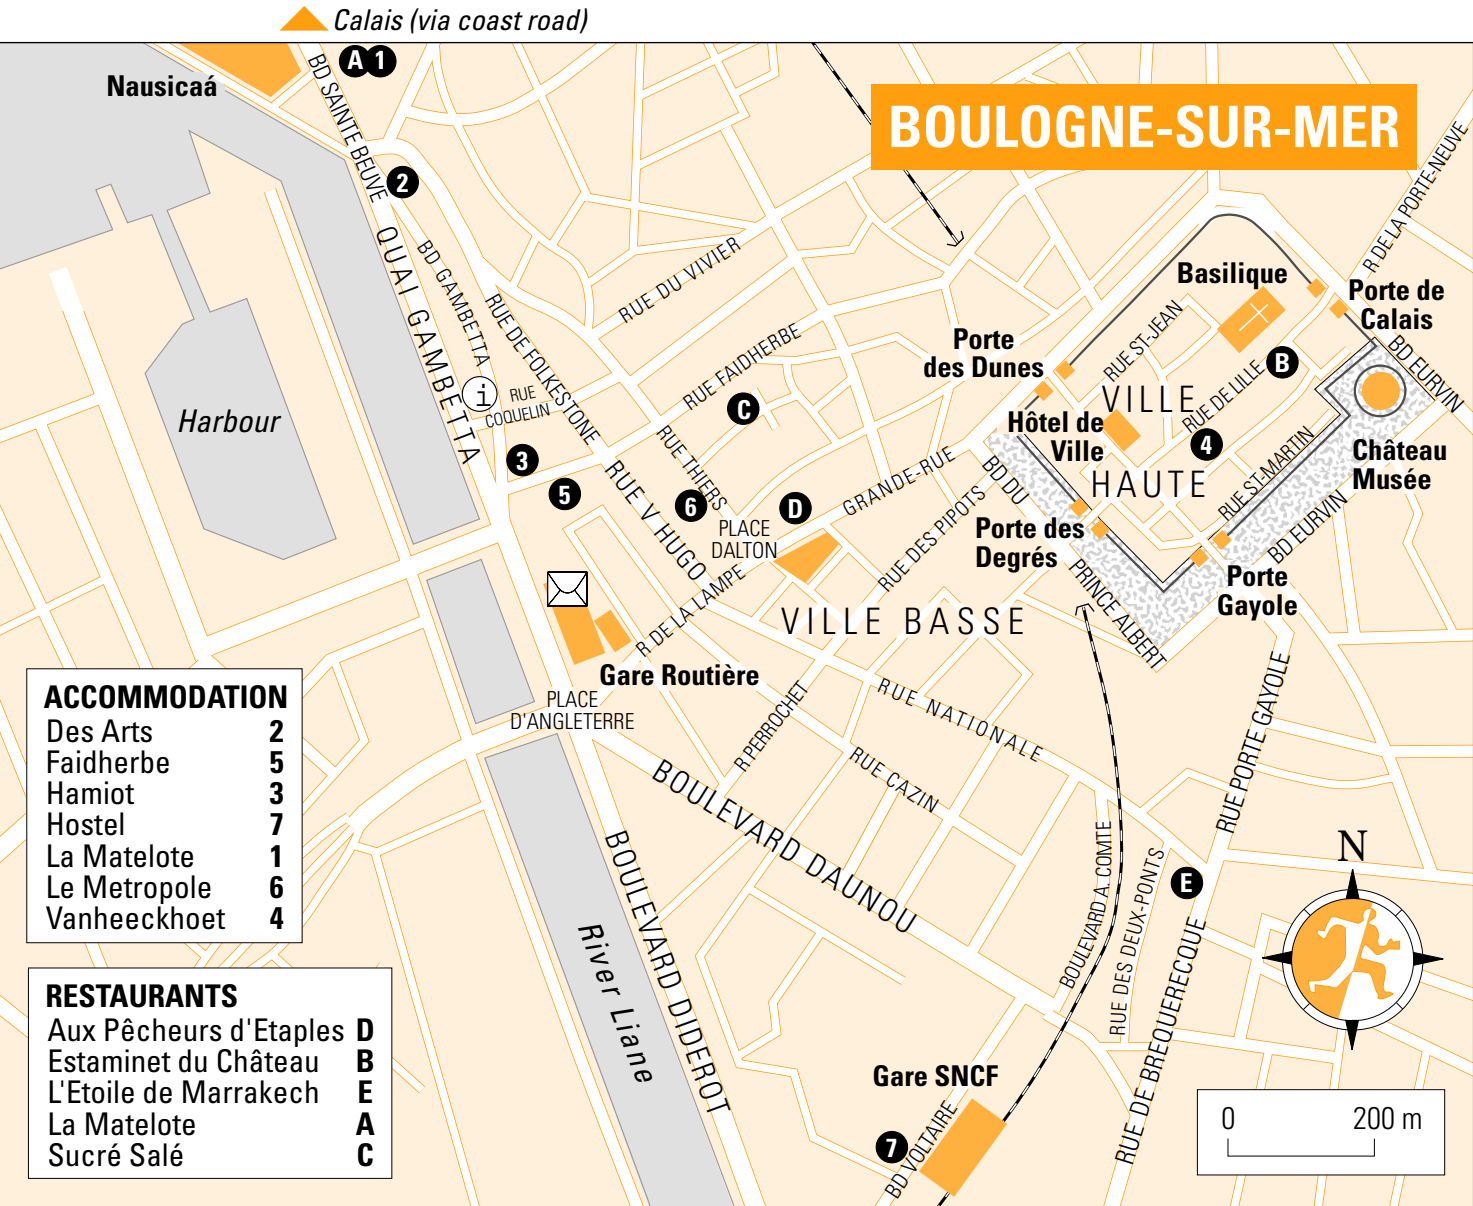 Calais (via coast road)
BOULOGNE-SUR-MER
Nausicaá
A 1
BD SAINTE BEUVE
2
QUAI GAMBETTA
BD GAMBETTA
RUE DE FOLKESTONE
RUE DU VIVIER
RUE FAIDHERBE
R DE LA PORTE-NEUVE
Basilique
Porte de
Calais
BD EURVIN
Porte
des Dunes
RUE ST-JEAN
B
RUE DE LILLE
VILLE
HAUTE
Hôtel de
Ville
4
RUE ST-MARTIN
Château
Musée
BD EURVIN
Harbour
i
RUE
COQUELIN
C
3
5
6
D
RUE THIERS
RUE V HUGO
PLACE
DALTON
GRANDE-RUE
RUE DES PIPOTS
BD DU
PRINCE ALBERT
Porte des
Degrés
Porte
Gayole
R DE LA LAMPE
VILLE BASSE
Gare Routière
PLACE
D'ANGLETERRE
R PERROCHET
RUE NATIONALE
RUE CAZIN
RUE PORTE GAYOLE
BOULEVARD DAUNOU
BOULEVARD DIDEROT
BOULEVARD A. COMTE
RUE DES DEUX-PONTS
E
RUE DE BREQUERECQUE
River Liane
Gare SNCF
7
BD VOLTAIRE
N
0 200 m
ACCOMMODATION
Des Arts 2
Faidherbe 5
Hamiot 3
Hostel 7
La Matelote 1
Le Metropole 6
Vanheeckhoet 4
RESTAURANTS
Aux Pêcheurs d'Etaples D
Estaminet du Château B
L'Etoile de Marrakech E
La Matelote A
Sucré Salé C